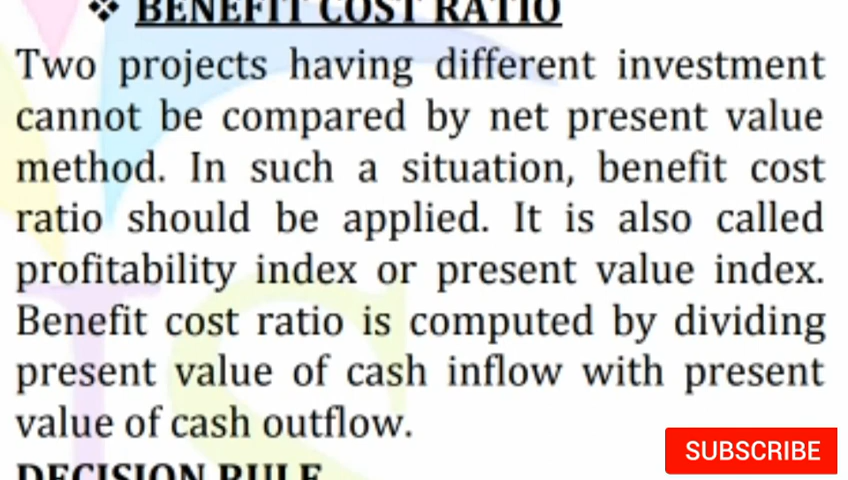 ❖ BENEFIT COST RATIO
Two projects having different investment
cannot be compared by net present value
method. In such a situation, benefit cost
ratio should be applied. It is also called
profitability index or present value index.
Benefit cost ratio is computed by dividing
present value of cash inflow with present
value of cash outflow.
SUBSCRIBE
DECISION RULE